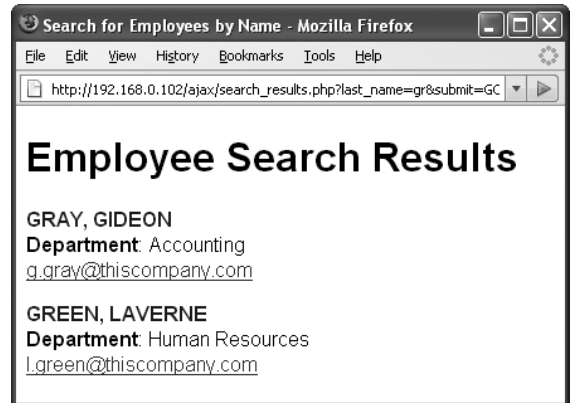 Search for Employees by Name - Mozilla Firefox
File Edit View History Bookmarks Tools Help
http://192.168.0.102/ajax/search_results.php?last_name=gr&submit=GC
Employee Search Results
GRAY, GIDEON
Department: Accounting
g.gray@thiscompany.com
GREEN, LAVERNE
Department: Human Resources
l.green@thiscompany.com